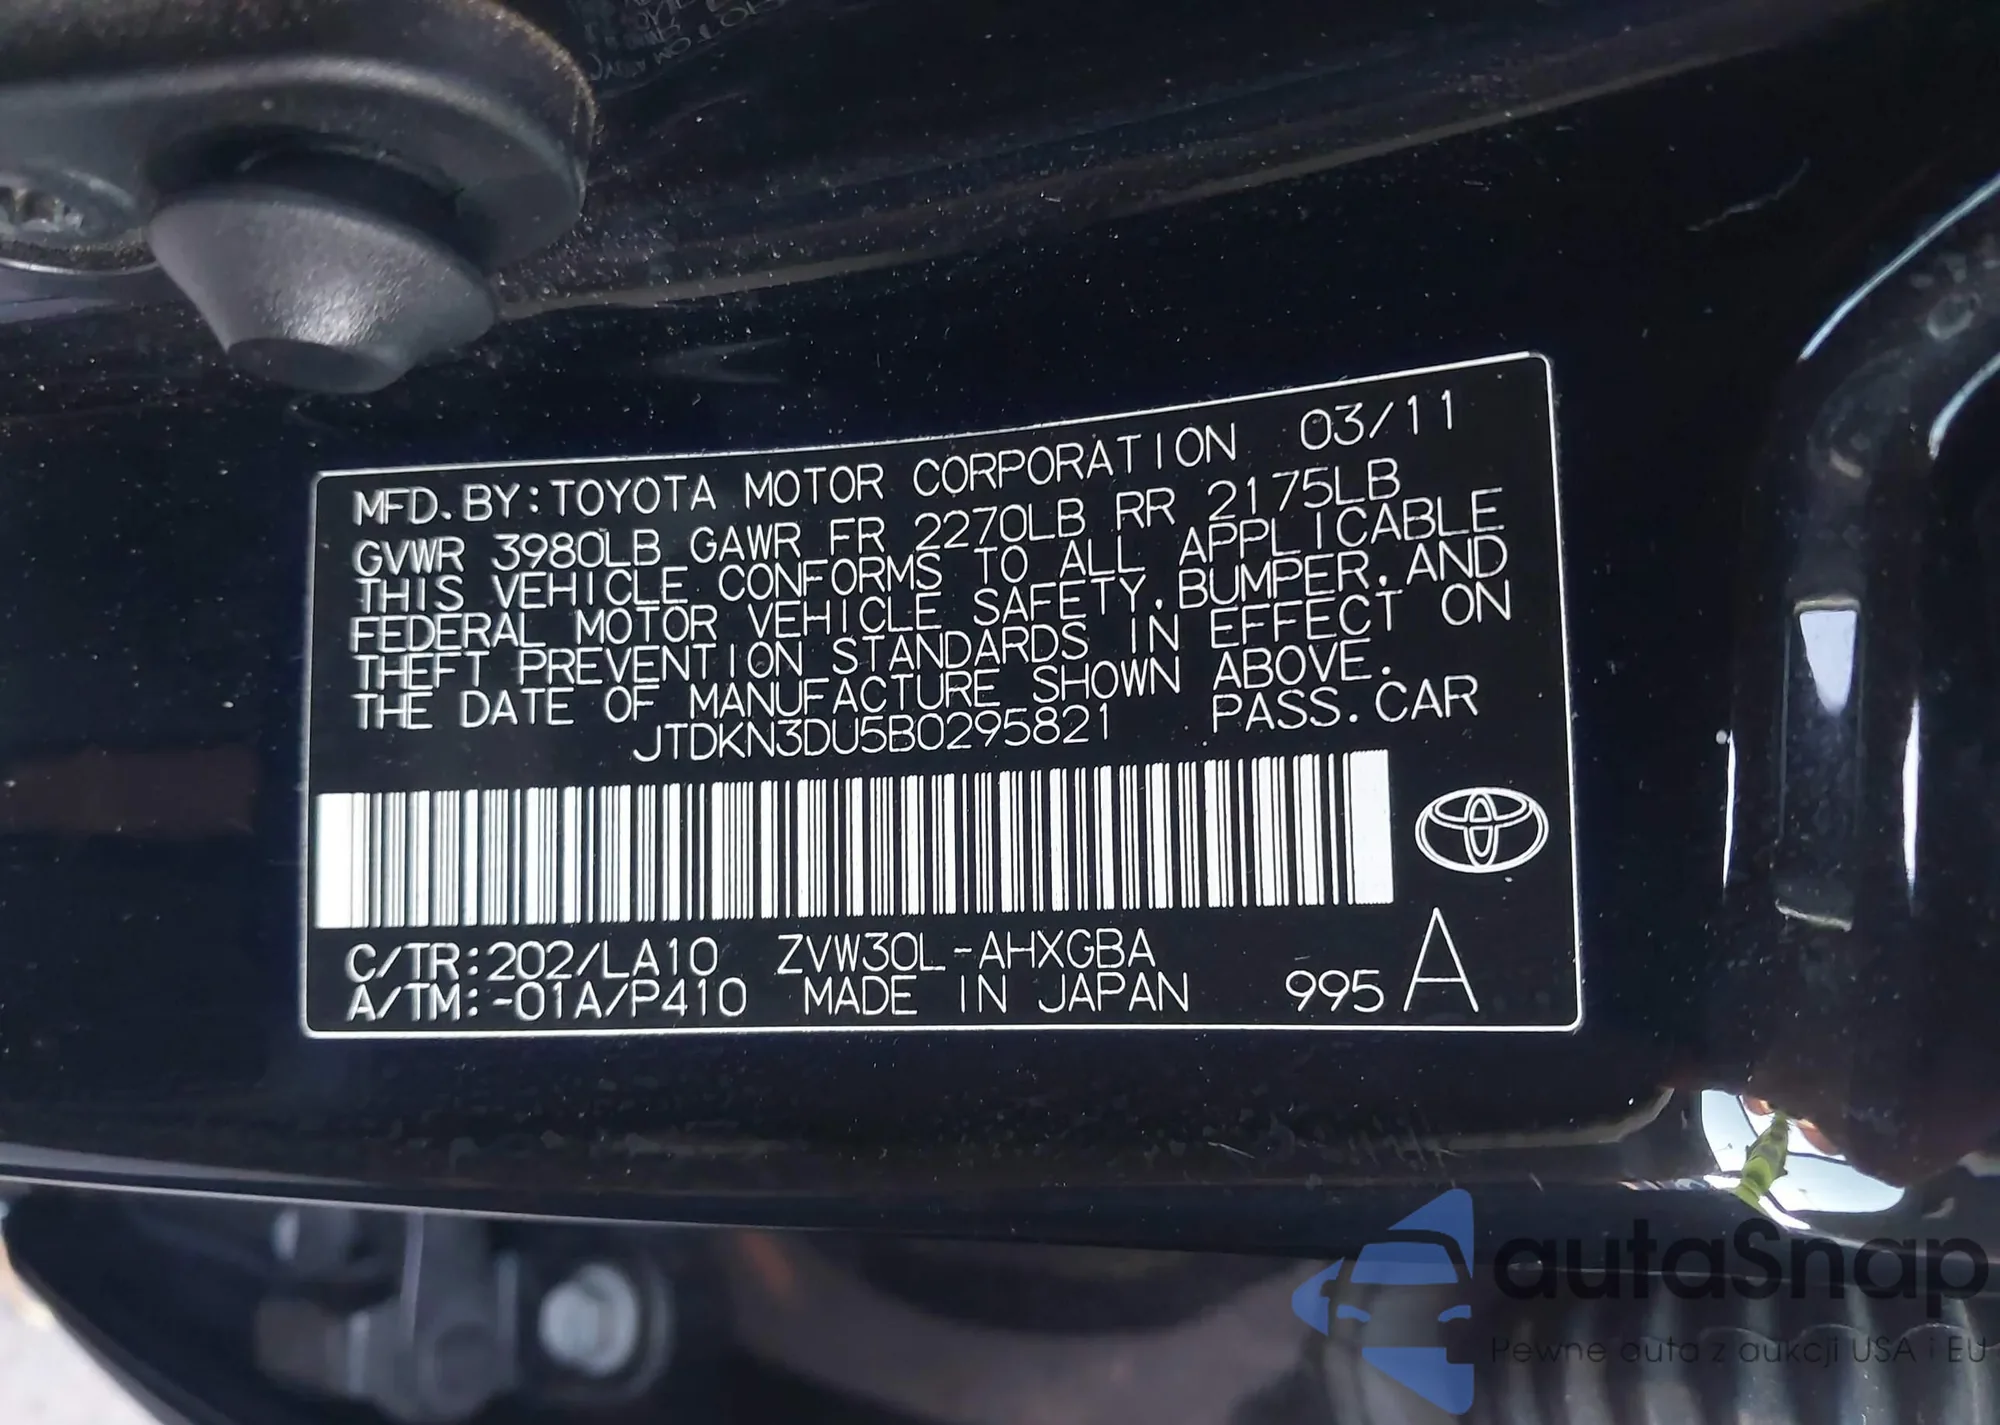 MFD.BY:TOYOTA MOTOR CORPORATION 03/11
GVWR 3980LB GAWR FR 2270LB RR 2175LB
THIS VEHICLE CONFORMS TO ALL APPLICABLE
FEDERAL MOTOR VEHICLE SAFETY, BUMPER, AND
THEFT PREVENTION STANDARDS IN EFFECT ON
THE DATE OF MANUFACTURE SHOWN ABOVE.
JTDKN3DU5B0295821 PASS.CAR
C/TR:202/LA10 ZVW30L-AHXGBA
A/TM:-01A/P410 MADE IN JAPAN 995 A
autaSnap
Pewne auta z aukcji USA i EU